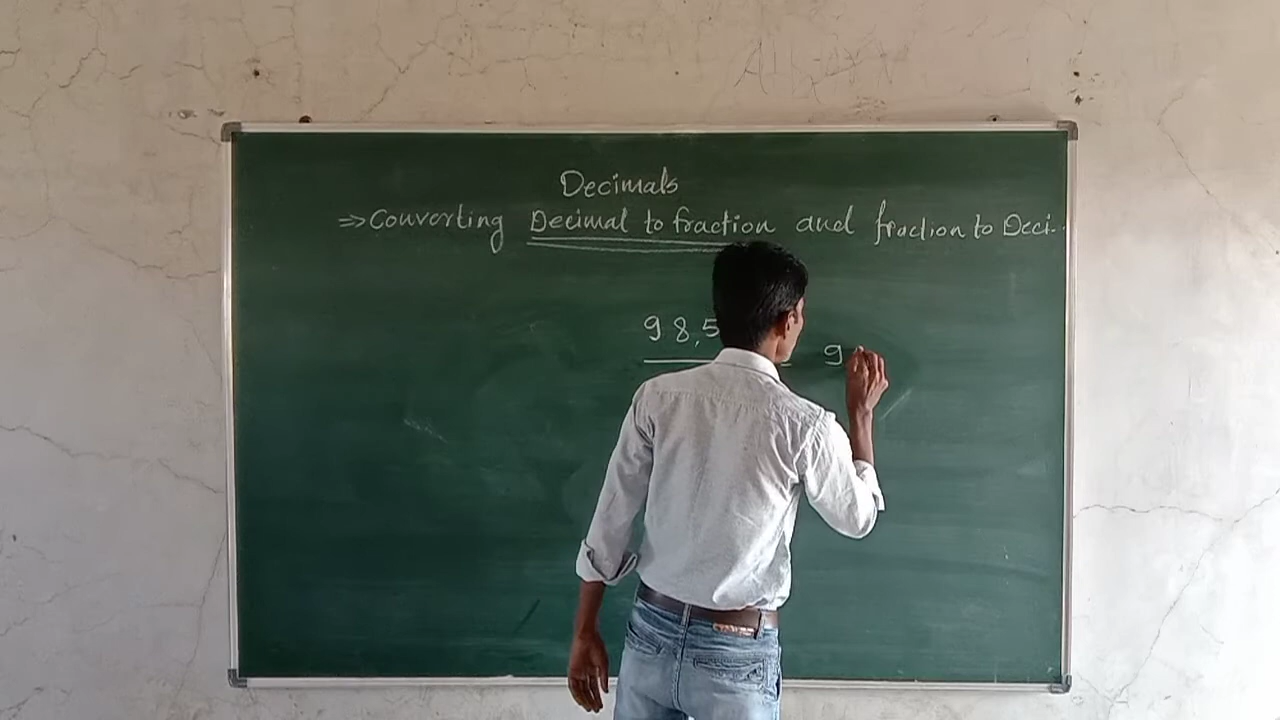 Decimals
⇒ Converting Decimal to fraction and fraction to Deci.
98,5
9